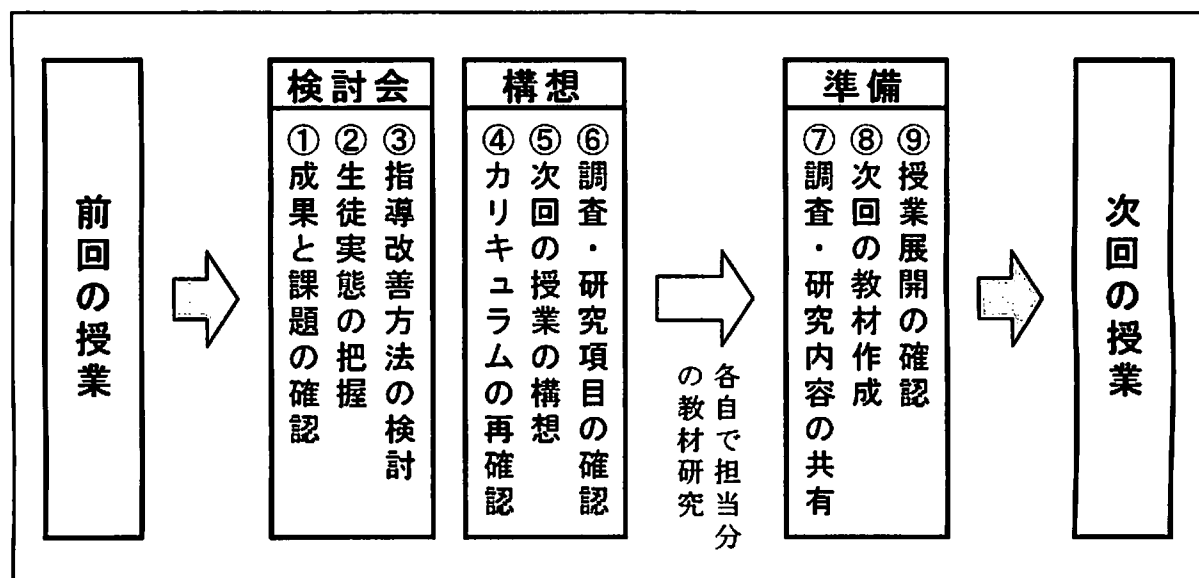 前回の授業
検討会
①成果と課題の確認
②生徒実態の把握
③指導改善方法の検討
構想
④カリキュラムの再確認
⑤次回の授業の構想
⑥調査・研究項目の確認
各自で担当分
の教材研究
準備
⑦調査・研究内容の共有
⑧次回の教材作成
⑨授業展開の確認
次回の授業